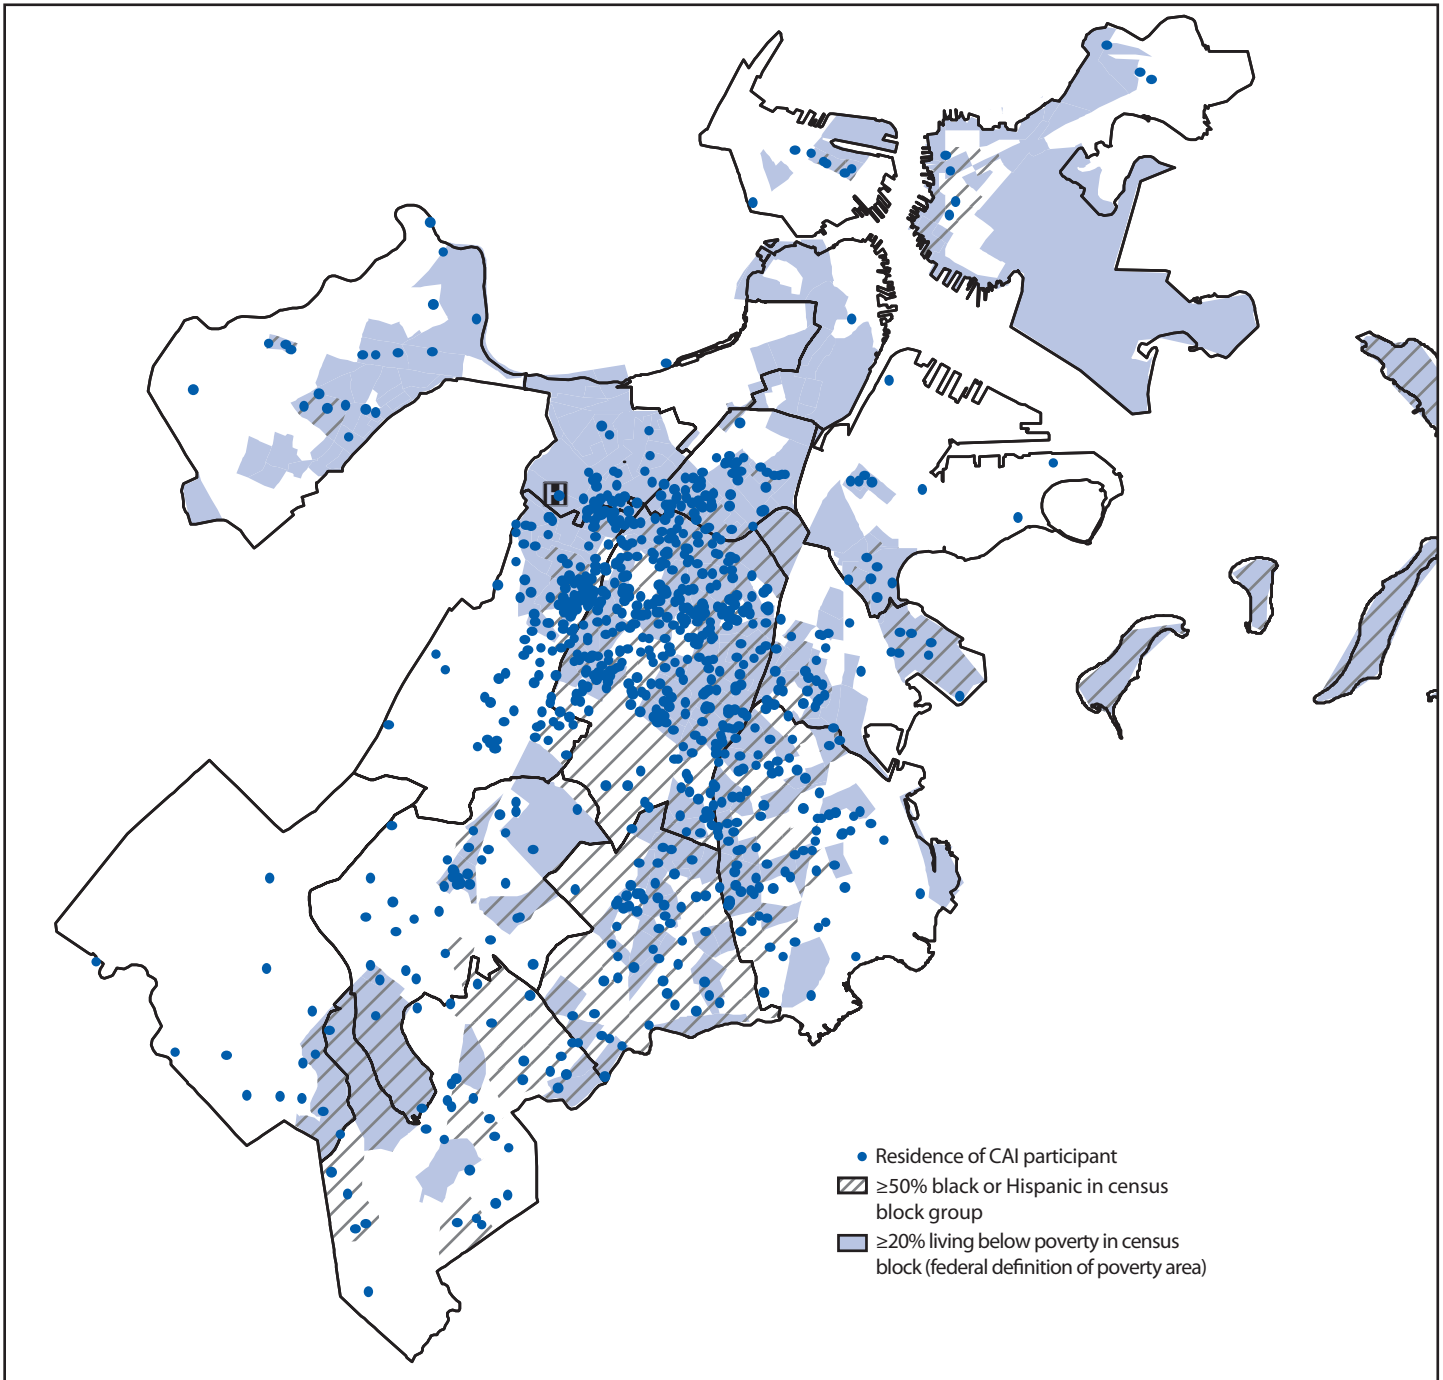 H
Residence of CAI participant
≥50% black or Hispanic in census
block group
≥20% living below poverty in census
block (federal definition of poverty area)